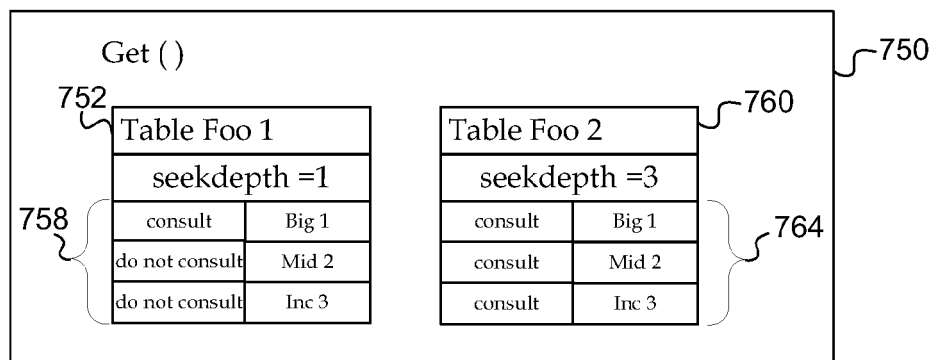 Get ( )
750
752
760
Table Foo 1
Table Foo 2
seekdepth =1
seekdepth =3
758
764
consult Big 1
do not consult Mid 2
do not consult Inc 3
consult Big 1
consult Mid 2
consult Inc 3